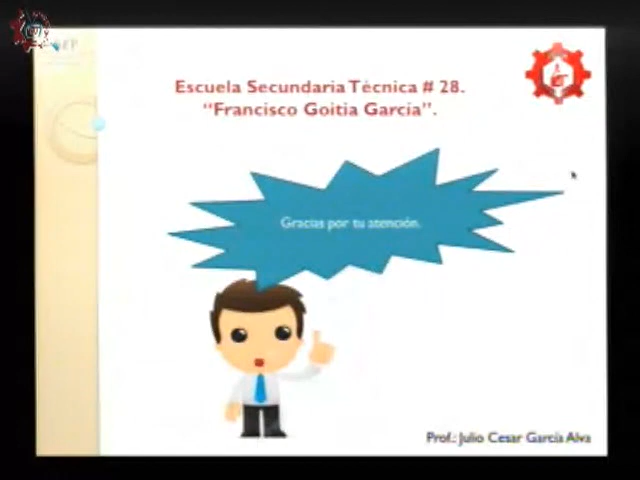 Escuela Secundaria Técnica # 28.
“Francisco Goitia García”.
Gracias por tu atención.
Prof.: Julio Cesar García Alva